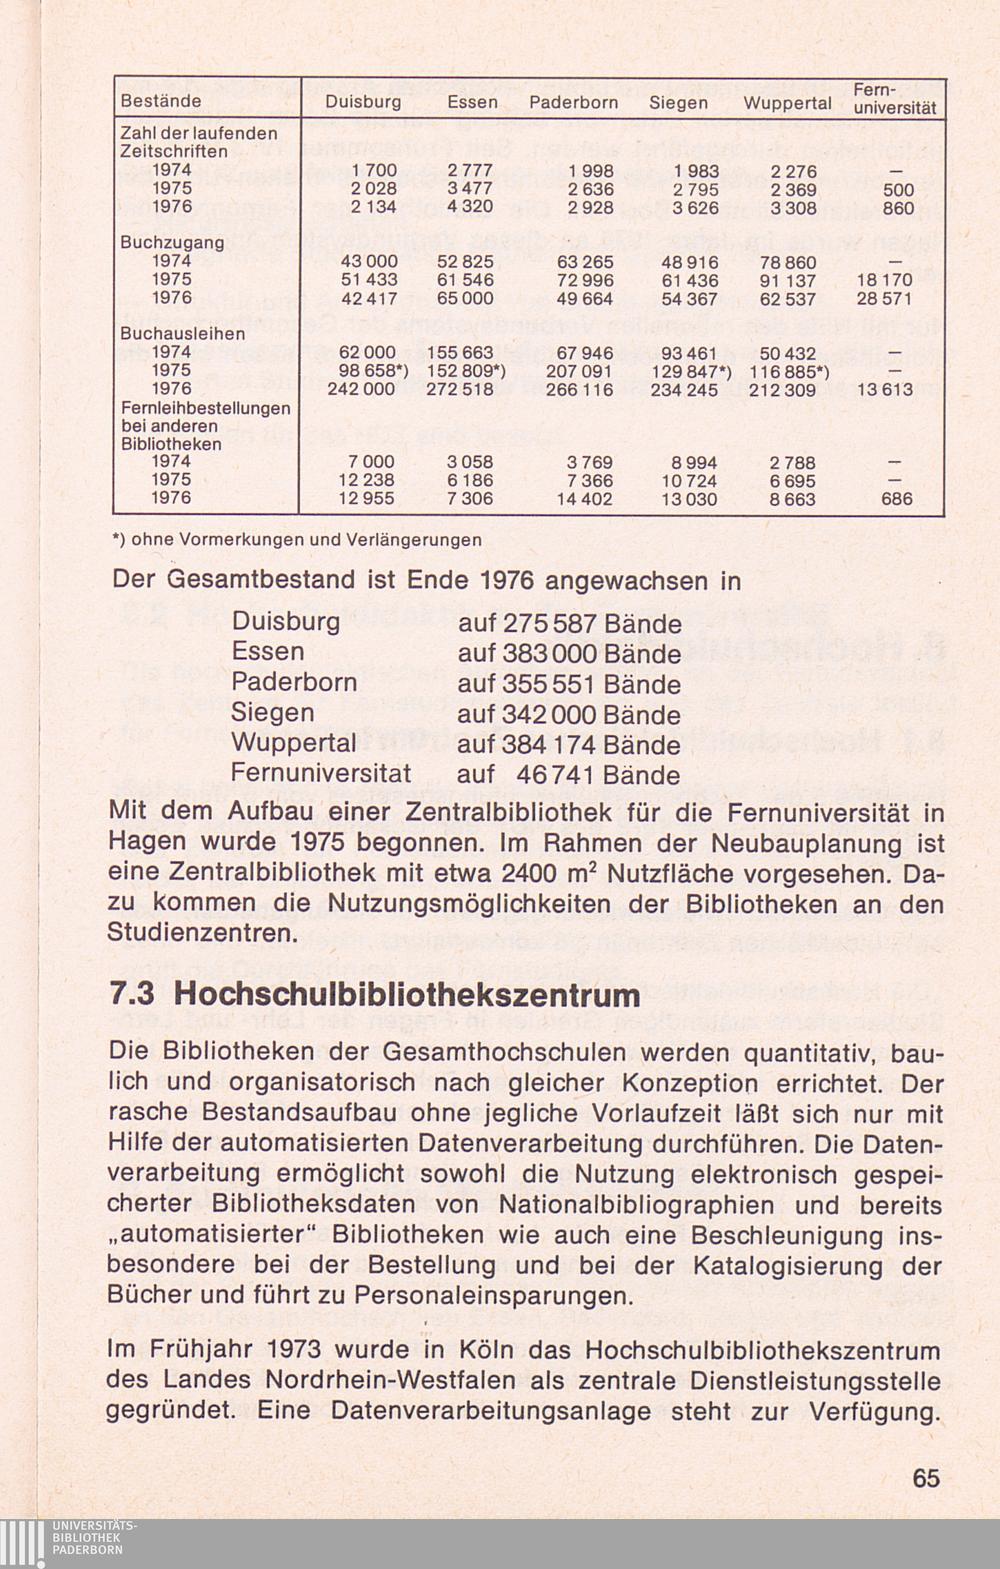 Bestände Duisburg Essen Paderborn Siegen Wuppertal Fern-universität
Zahl der laufenden
Zeitschriften
1974 1 700 2 777 1 998 1 983 2 276
1975 2 028 3 477 2 636 2 795 2 369 500
1976 2 134 4 320 2 928 3 626 3 308 860
Buchzugang
1974 43 000 52 825 63 265 48 916 78 860 —
1975 51 433 61 546 72 996 61 436 91 137 18 170
1976 42 417 65 000 49 664 54 367 62 537 28 571
Buchausleihen
1974 62 000 155 663 67 946 93 461 50 432 —
1975 98 658*) 152 809*) 207 091 129 847*) 116 885*) —
1976 242 000 272 518 266 116 234 245 212 309 13 613
Fernleihbestellungen
bei anderen
Bibliotheken
1974 7 000 3 058 3 769 8 994 2 788 —
1975 12 238 6 186 7 366 10 724 6 695 —
1976 12 955 7 306 14 402 13 030 8 663 686
*) ohne Vormerkungen und Verlängerungen
Der Gesamtbestand ist Ende 1976 angewachsen in
Duisburg auf 275 587 Bände
Essen auf 383 000 Bände
Paderborn auf 355 551 Bände
Siegen auf 342 000 Bände
Wuppertal auf 384 174 Bände
Fernuniversitat auf 46 741 Bände
Mit dem Aufbau einer Zentralbibliothek für die Fernuniversität in
Hagen wurde 1975 begonnen. Im Rahmen der Neubauplanung ist
eine Zentralbibliothek mit etwa 2400 m² Nutzfläche vorgesehen. Da-
zu kommen die Nutzungsmöglichkeiten der Bibliotheken an den
Studienzentren.
7.3 Hochschulbibliothekszentrum
Die Bibliotheken der Gesamthochschulen werden quantitativ, bau-
lich und organisatorisch nach gleicher Konzeption errichtet. Der
rasche Bestandsaufbau ohne jegliche Vorlaufzeit läßt sich nur mit
Hilfe der automatisierten Datenverarbeitung durchführen. Die Daten-
verarbeitung ermöglicht sowohl die Nutzung elektronisch gespei-
cherter Bibliotheksdaten von Nationalbibliographien und bereits
„automatisierter“ Bibliotheken wie auch eine Beschleunigung ins-
besondere bei der Bestellung und bei der Katalogisierung der
Bücher und führt zu Personaleinsparungen.
Im Frühjahr 1973 wurde in Köln das Hochschulbibliothekszentrum
des Landes Nordrhein-Westfalen als zentrale Dienstleistungsstelle
gegründet. Eine Datenverarbeitungsanlage steht zur Verfügung.
65
UNIVERSITÄTS-
BIBLIOTHEK
PADERBORN